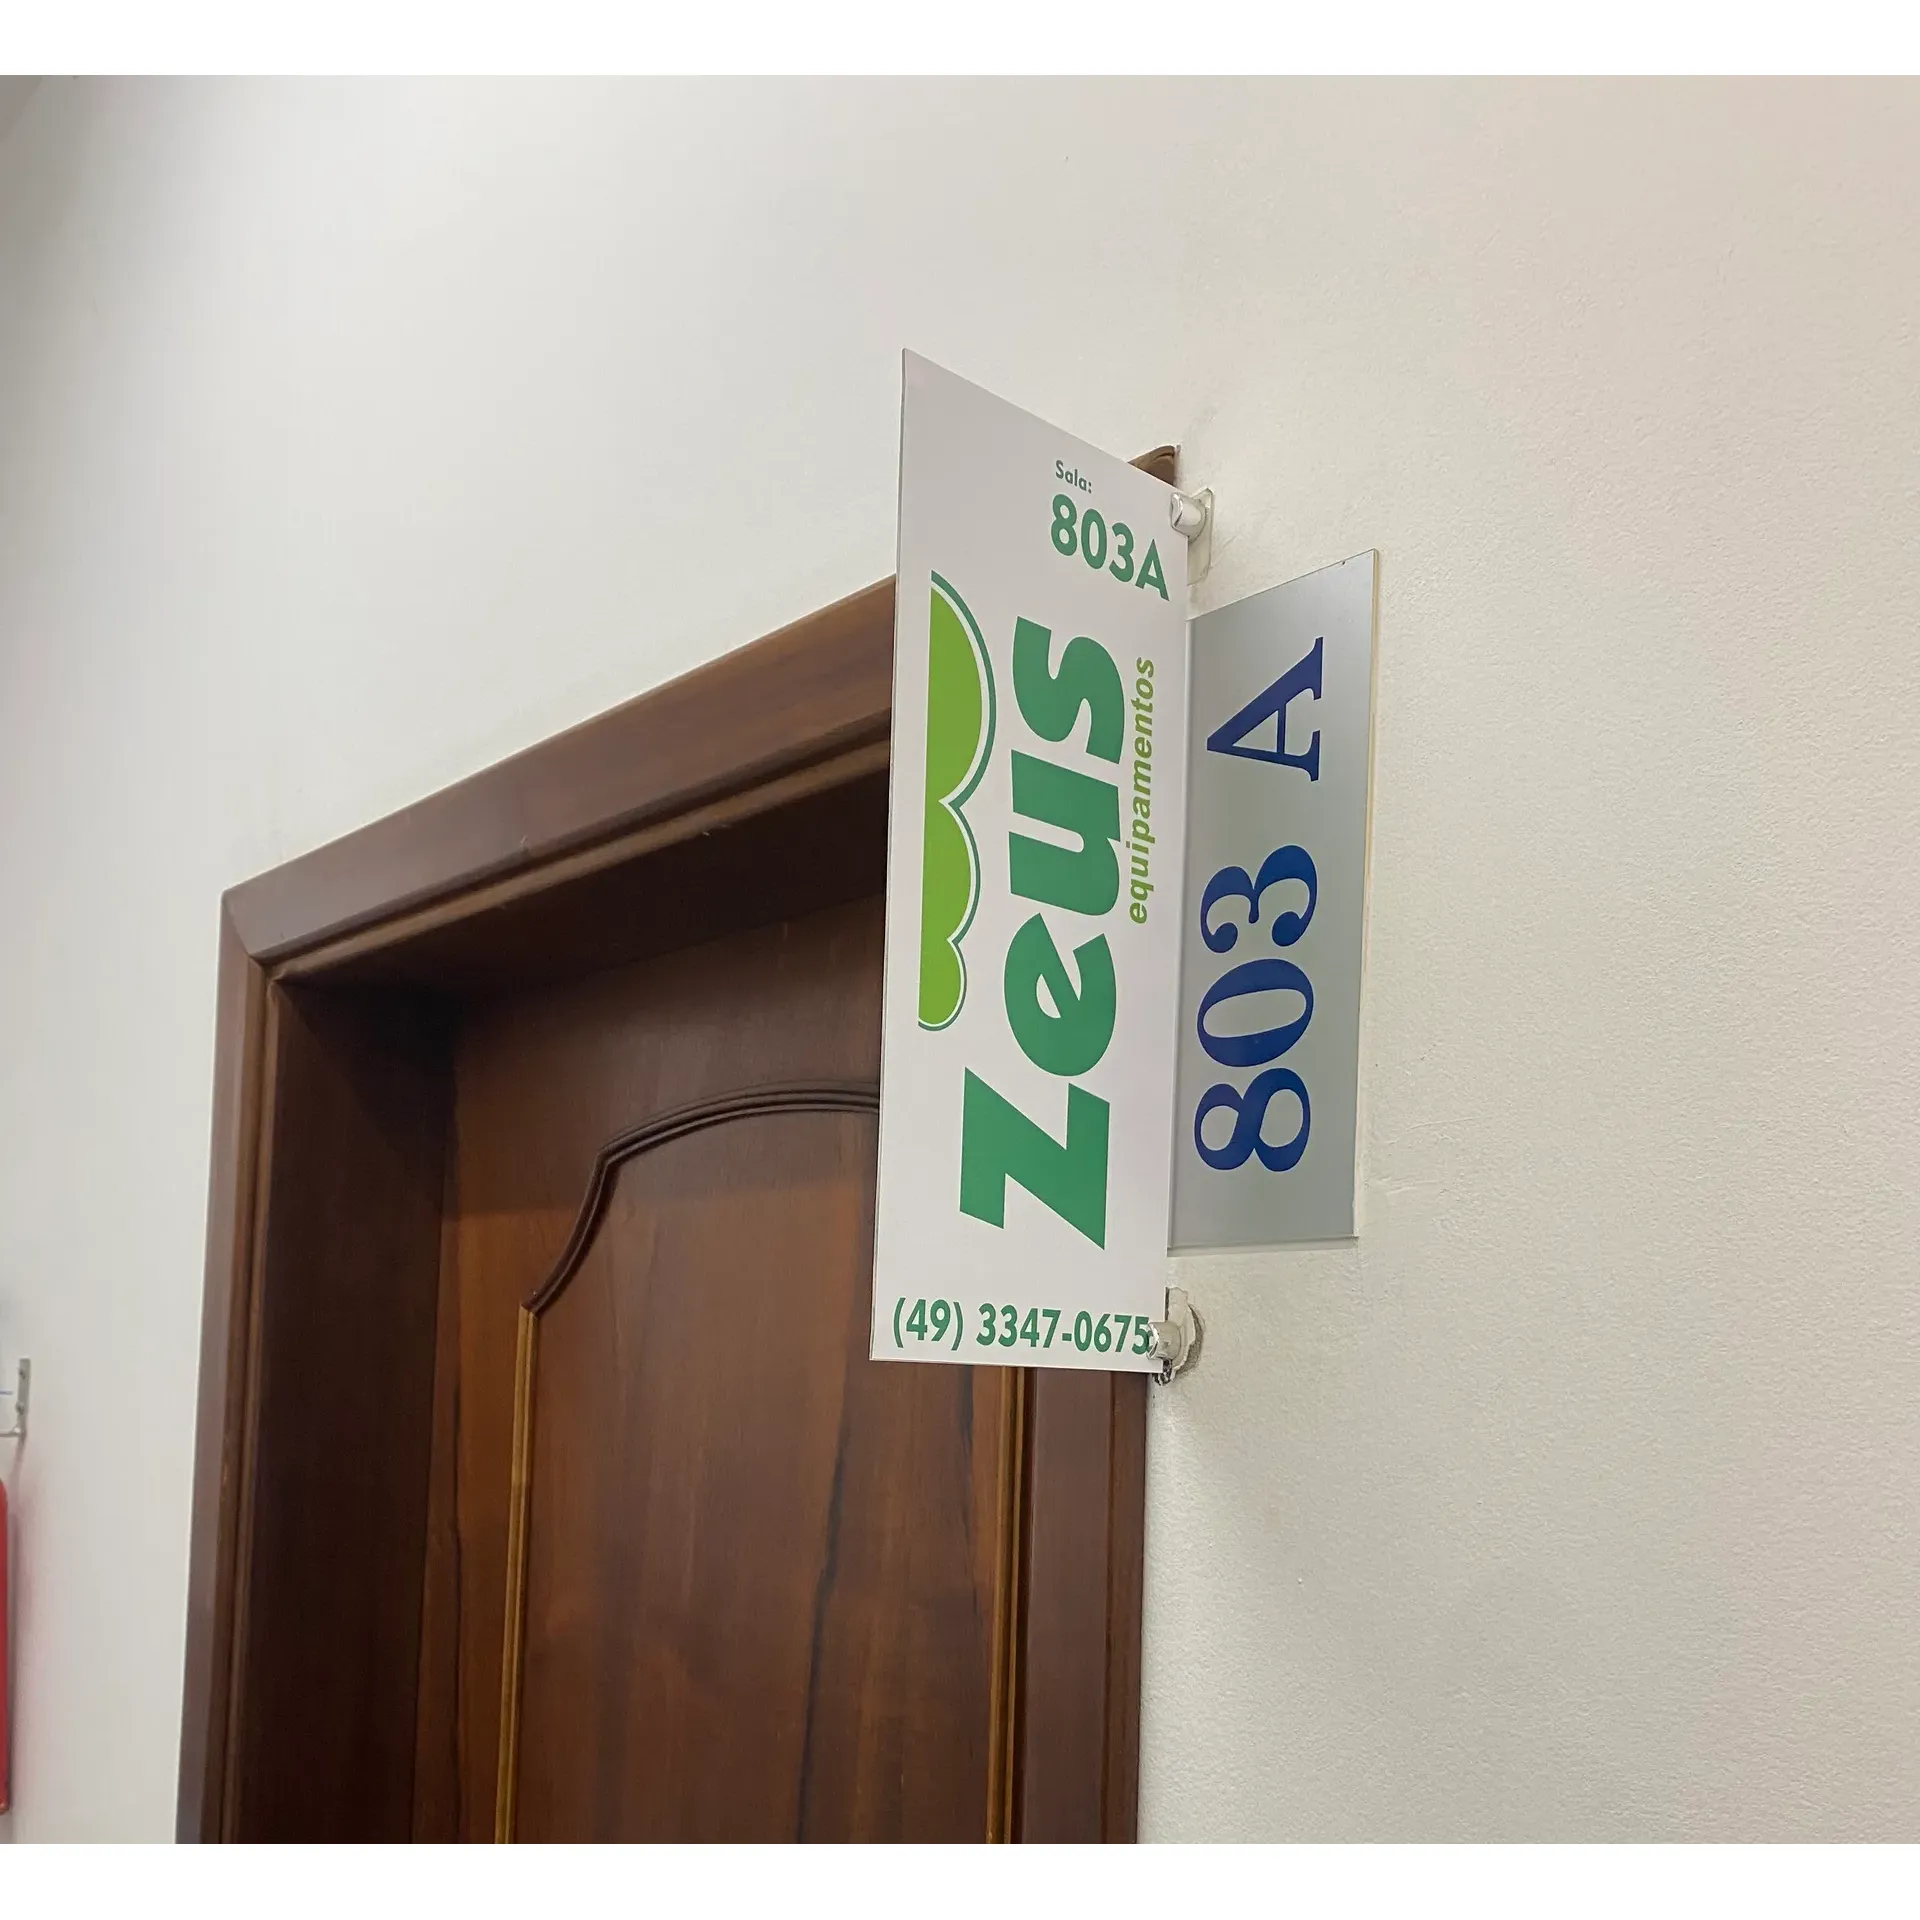 Sala:
803A
Zeus
equipamentos
(49) 3347-0675
803 A